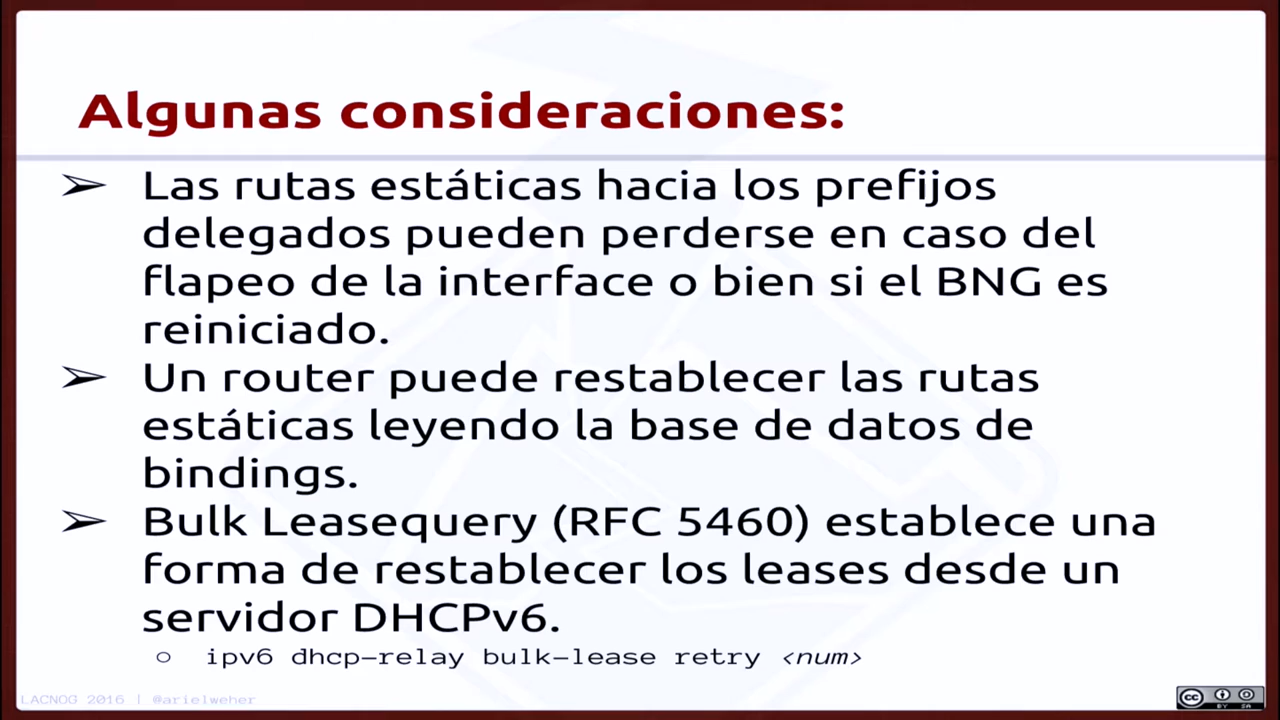 Algunas consideraciones:
➢ Las rutas estáticas hacia los prefijos
delegados pueden perderse en caso del
flapeo de la interface o bien si el BNG es
reiniciado.
➢ Un router puede restablecer las rutas
estáticas leyendo la base de datos de
bindings.
➢ Bulk Leasequery (RFC 5460) establece una
forma de restablecer los leases desde un
servidor DHCPv6.
○ ipv6 dhcp-relay bulk-lease retry <num>
LACNOG 2016 | @arielweher
cc BY SA